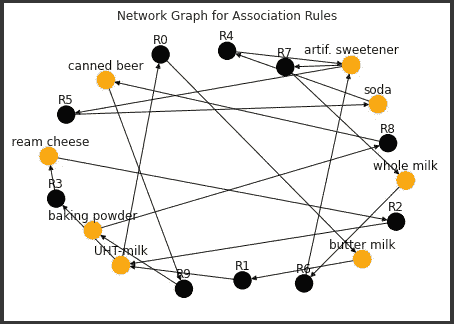 Network Graph for Association Rules
R0
R4
R7
artif. sweetener
canned beer
soda
R5
R8
ream cheese
whole milk
R3
R2
baking powder
butter milk
UHT-milk
R9
R1
R6